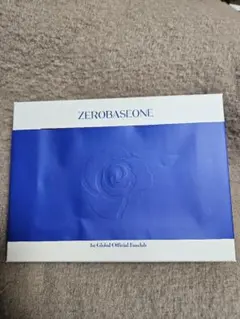 ZEROBASEONE
1st Global Official Fanclub